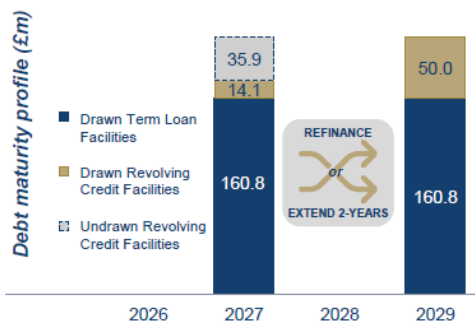 Debt maturity profile (£m)
Drawn Term Loan
Facilities
Drawn Revolving
Credit Facilities
Undrawn Revolving
Credit Facilities
35.9
14.1
160.8
REFINANCE
or
EXTEND 2-YEARS
50.0
160.8
2026
2027
2028
2029